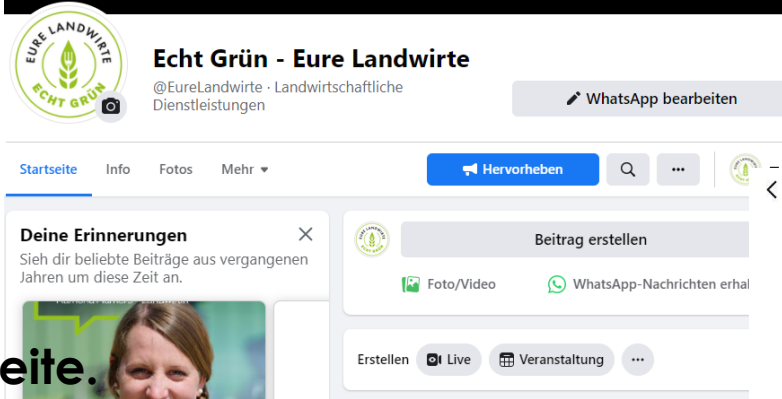 EURE LANDWIRTE
ECHT GRÜN
Echt Grün - Eure Landwirte
@EureLandwirte · Landwirtschaftliche
Dienstleistungen
WhatsApp bearbeiten
Startseite Info Fotos Mehr
Hervorheben
Deine Erinnerungen
Sieh dir beliebte Beiträge aus vergangenen
Jahren um diese Zeit an.
Beitrag erstellen
Foto/Video
WhatsApp-Nachrichten erhal
Erstellen Live Veranstaltung
eite.